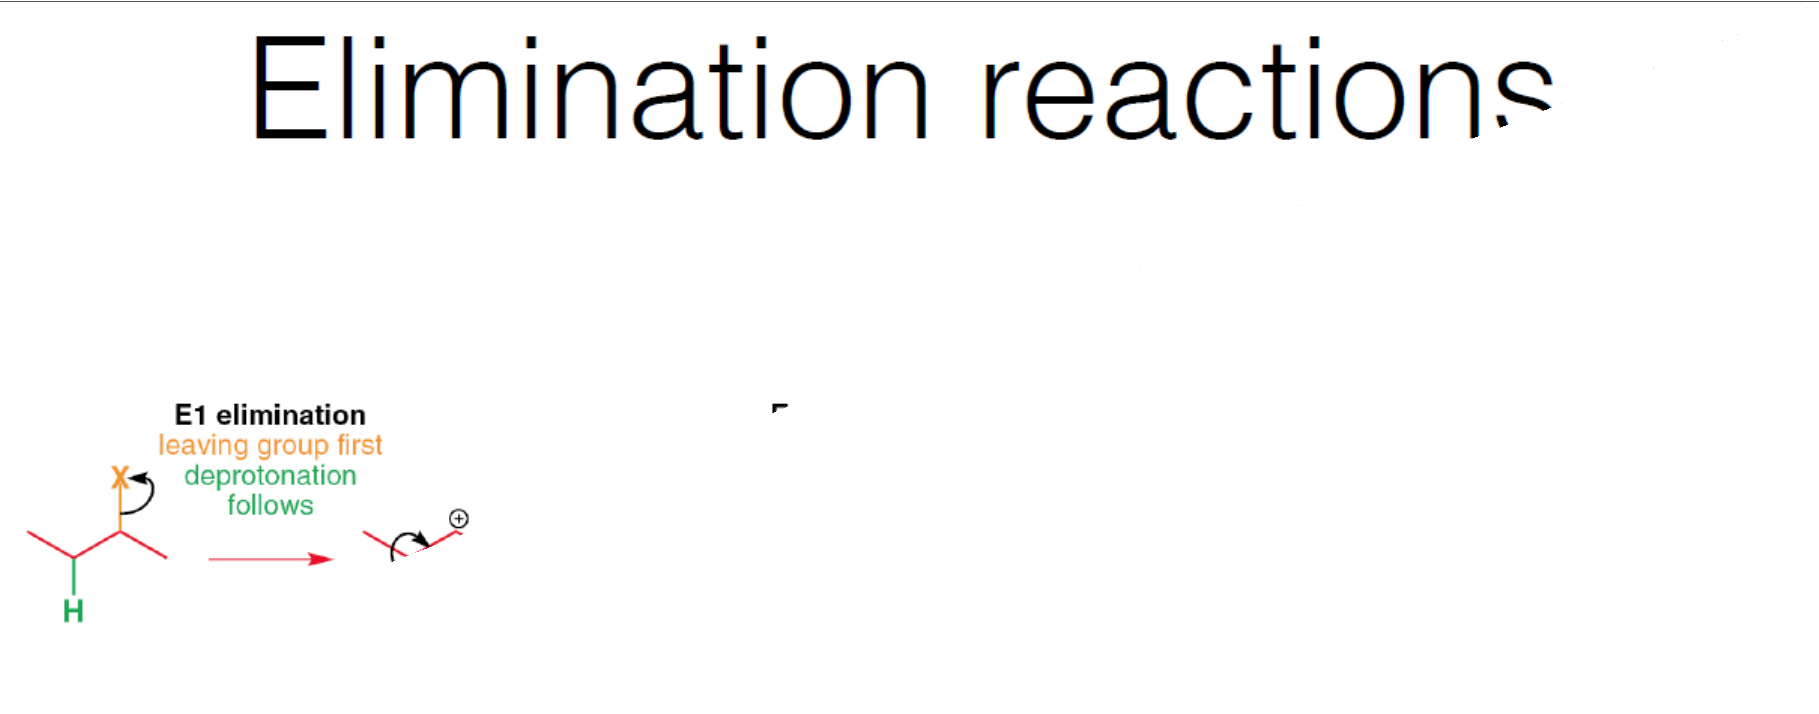 Elimination reactions
E1 elimination
leaving group first
deprotonation
follows
X
⊕
H